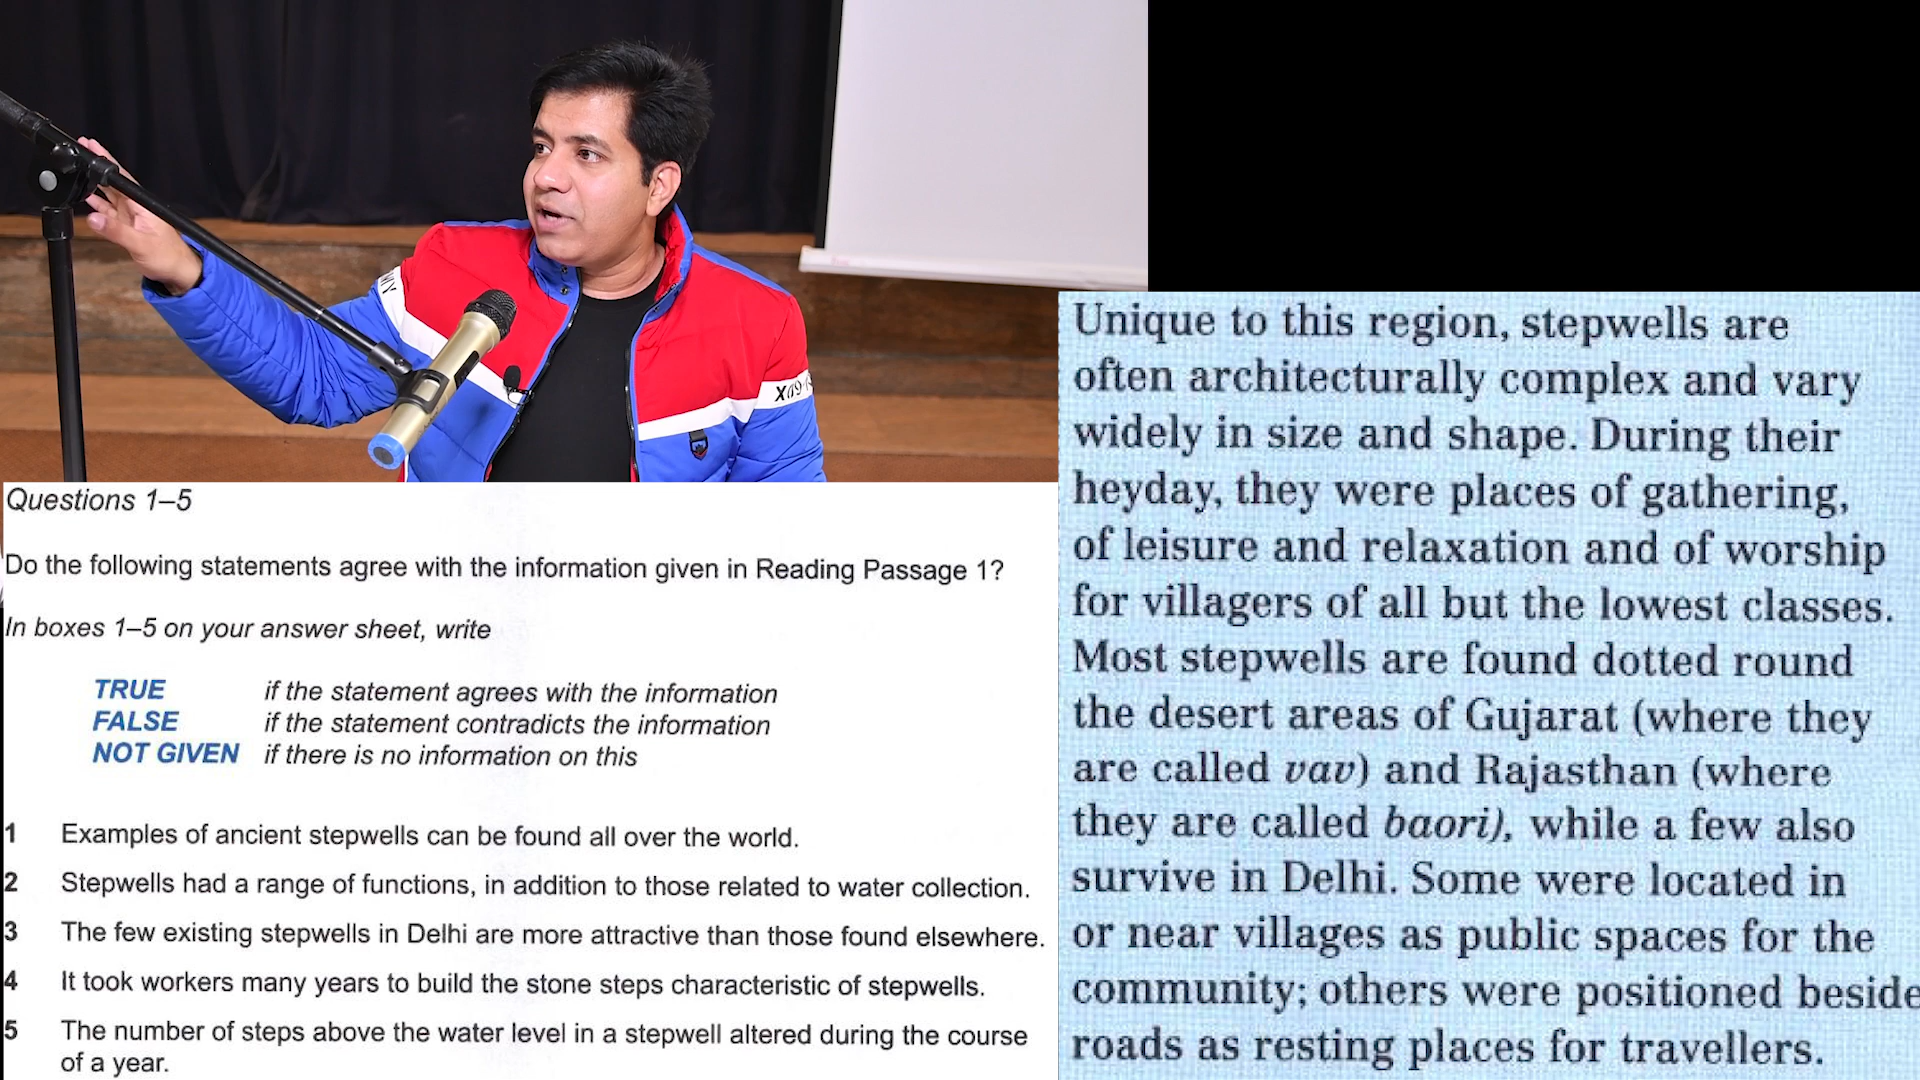 Questions 1–5
Do the following statements agree with the information given in Reading Passage 1?
In boxes 1–5 on your answer sheet, write
TRUE if the statement agrees with the information
FALSE if the statement contradicts the information
NOT GIVEN if there is no information on this
1 Examples of ancient stepwells can be found all over the world.
2 Stepwells had a range of functions, in addition to those related to water collection.
3 The few existing stepwells in Delhi are more attractive than those found elsewhere.
4 It took workers many years to build the stone steps characteristic of stepwells.
5 The number of steps above the water level in a stepwell altered during the course
of a year.
Unique to this region, stepwells are
often architecturally complex and vary
widely in size and shape. During their
heyday, they were places of gathering,
of leisure and relaxation and of worship
for villagers of all but the lowest classes.
Most stepwells are found dotted round
the desert areas of Gujarat (where they
are called vav) and Rajasthan (where
they are called baori), while a few also
survive in Delhi. Some were located in
or near villages as public spaces for the
community; others were positioned beside
roads as resting places for travellers.